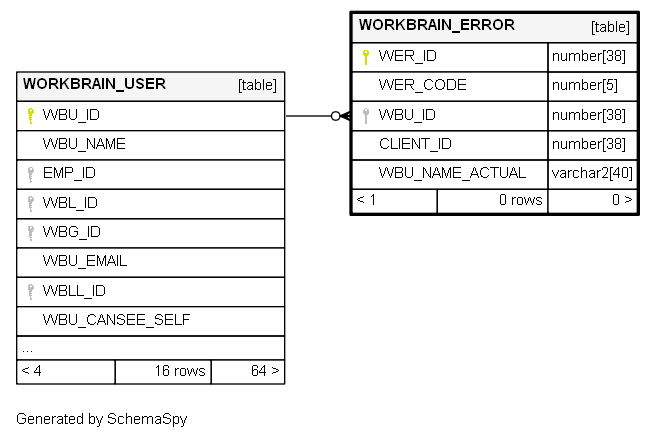 WORKBRAIN_USER [table]
WBU_ID
WBU_NAME
EMP_ID
WBL_ID
WBG_ID
WBU_EMAIL
WBLL_ID
WBU_CANSEE_SELF
...
< 4 16 rows 64 >
WORKBRAIN_ERROR [table]
WER_ID number[38]
WER_CODE number[5]
WBU_ID number[38]
CLIENT_ID number[38]
WBU_NAME_ACTUAL varchar2[40]
< 1 0 rows 0 >
Generated by SchemaSpy